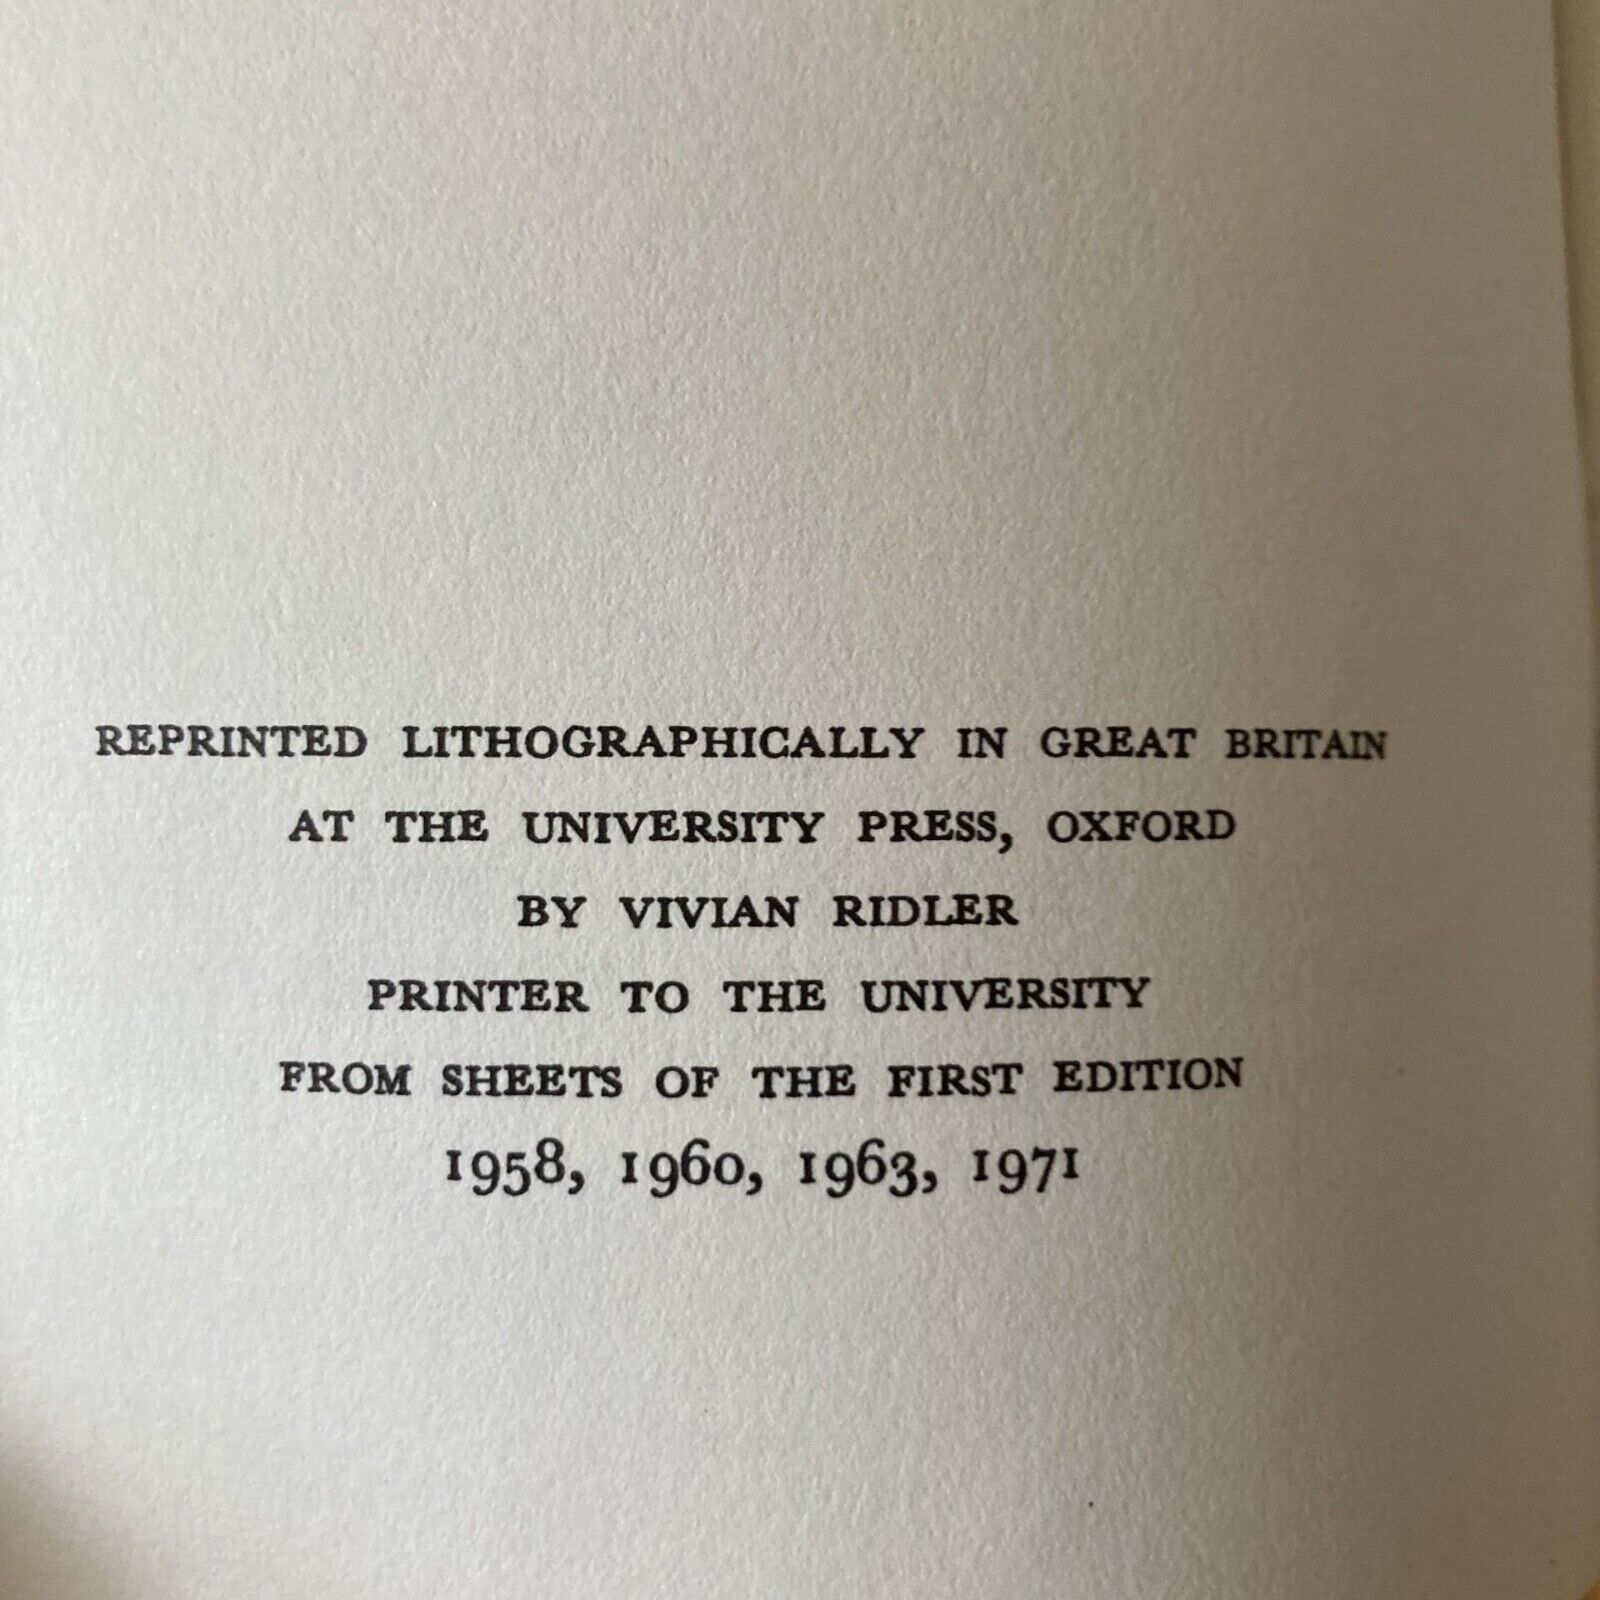 REPRINTED LITHOGRAPHICALLY IN GREAT BRITAIN
AT THE UNIVERSITY PRESS, OXFORD
BY VIVIAN RIDLER
PRINTER TO THE UNIVERSITY
FROM SHEETS OF THE FIRST EDITION
1958, 1960, 1963, 1971